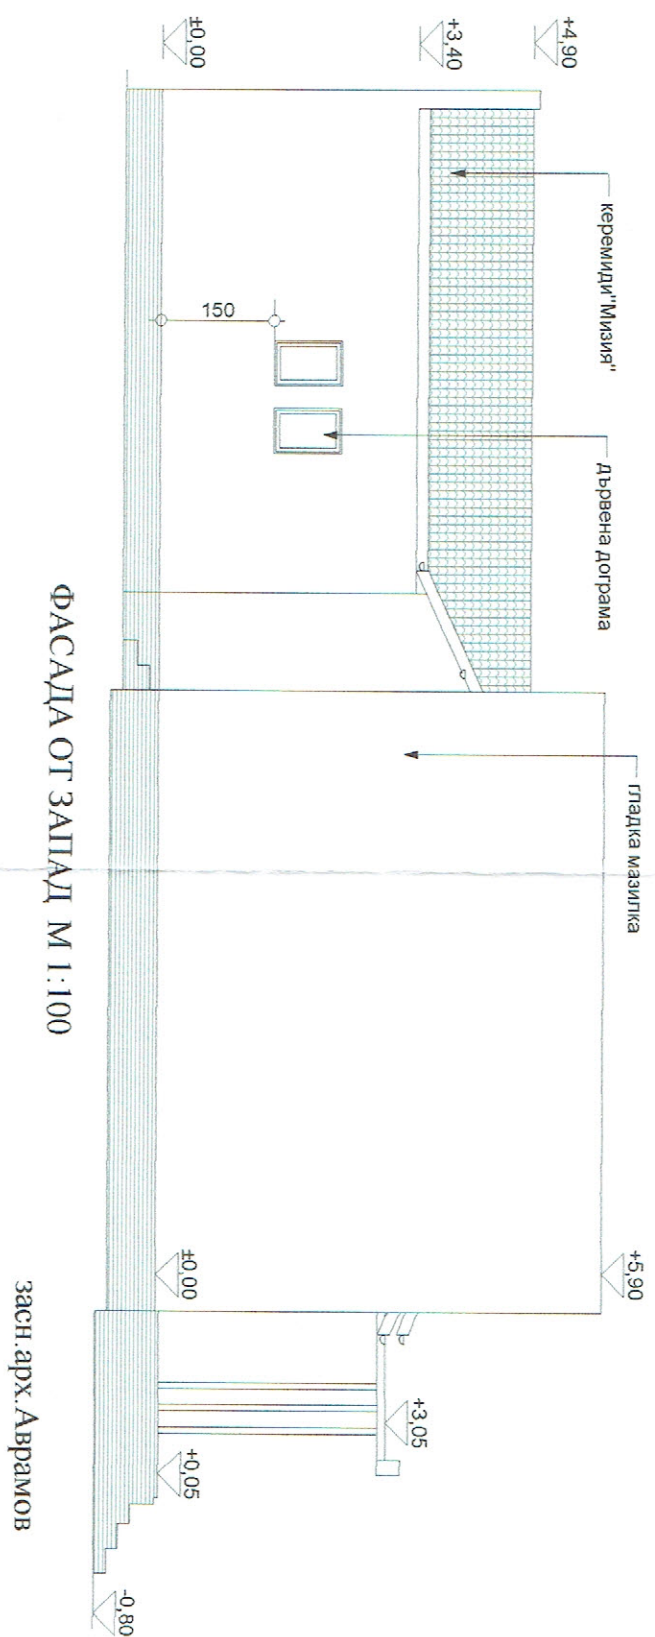 керемиди"Мизия"
дървена дограма
гладка мазилка
+4,90
+3,40
±0,00
150
+5,90
±0,00
+3,05
+0,05
-0,80
ФАСАДА ОТ ЗАПАД М 1:100
засн.арх.Аврамов